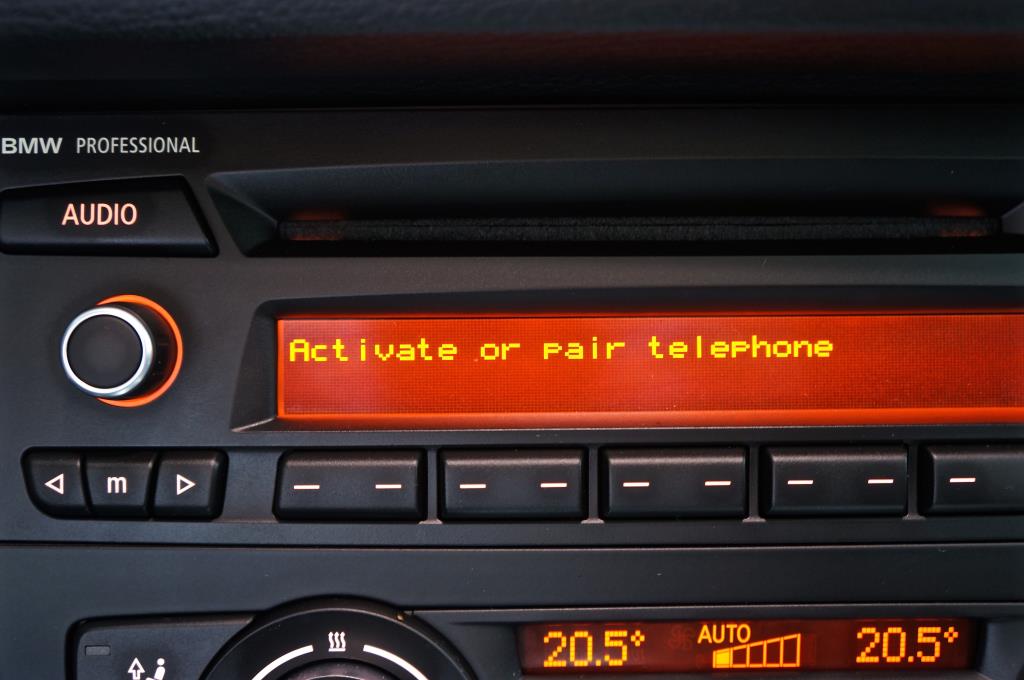 BMW PROFESSIONAL
AUDIO
Activate or pair telephone
m
20.5° AUTO 20.5°